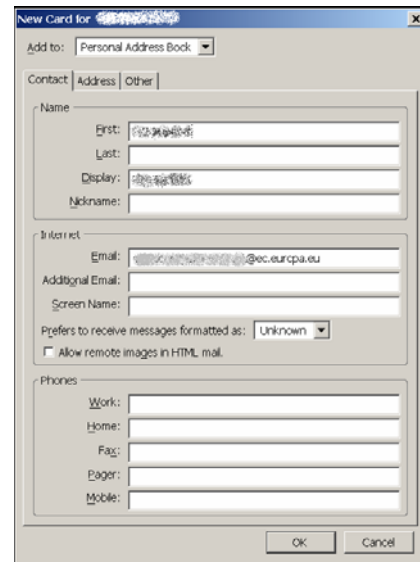 New Card for
Add to: Personal Address Book
Contact Address Other
Name
First:
Last:
Display:
Nickname:
Internet
Email: @ec.europa.eu
Additional Email:
Screen Name:
Prefers to receive messages formatted as: Unknown
Allow remote images in HTML mail.
Phones
Work:
Home:
Fax:
Pager:
Mobile:
OK Cancel